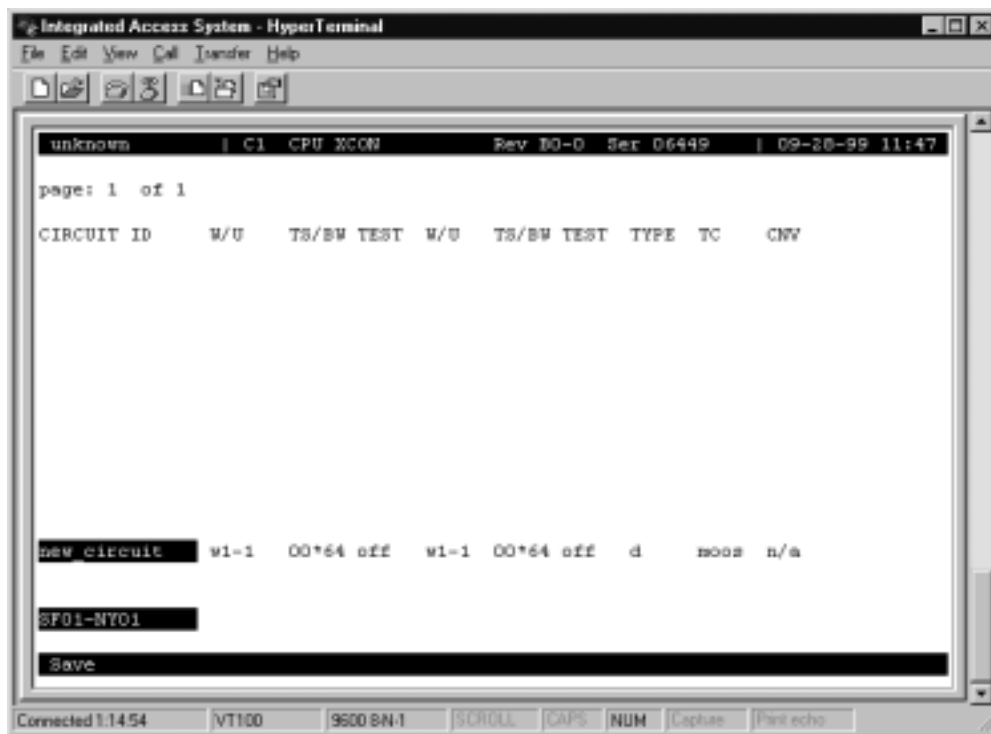 Integrated Access System - HyperTerminal
File Edit View Call Transfer Help
unknown | C1 CPU XCON Rev B0-0 Ser 06449 | 09-28-99 11:47
page: 1 of 1
CIRCUIT ID W/U TS/BW TEST W/U TS/BW TEST TYPE TC CNV
new_circuit w1-1 00*64 off w1-1 00*64 off d moos n/a
SF01-NY01
Save
Connected 1:14:54 VT100 9600 8-N-1 SCROLL CAPS NUM Capture Print echo